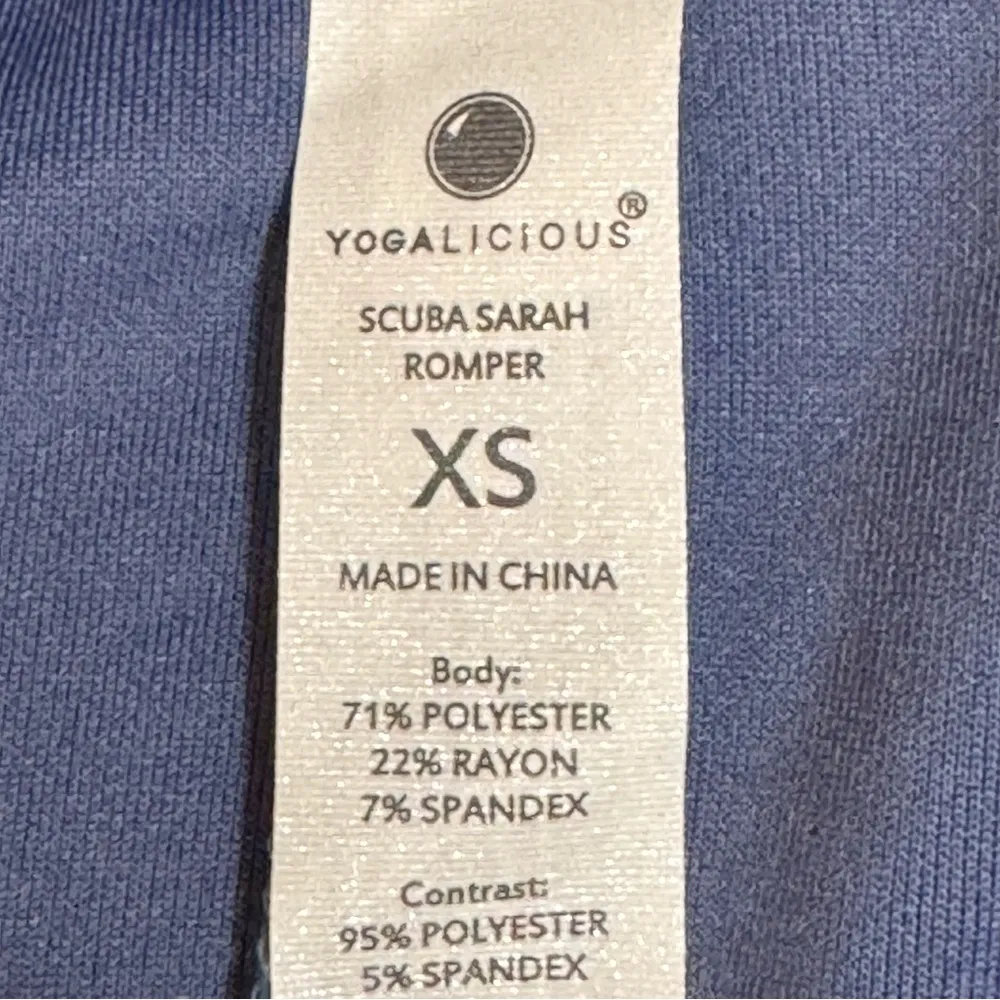 YOGALICIOUS®
SCUBA SARAH
ROMPER
XS
MADE IN CHINA
Body:
71% POLYESTER
22% RAYON
7% SPANDEX
Contrast:
95% POLYESTER
5% SPANDEX